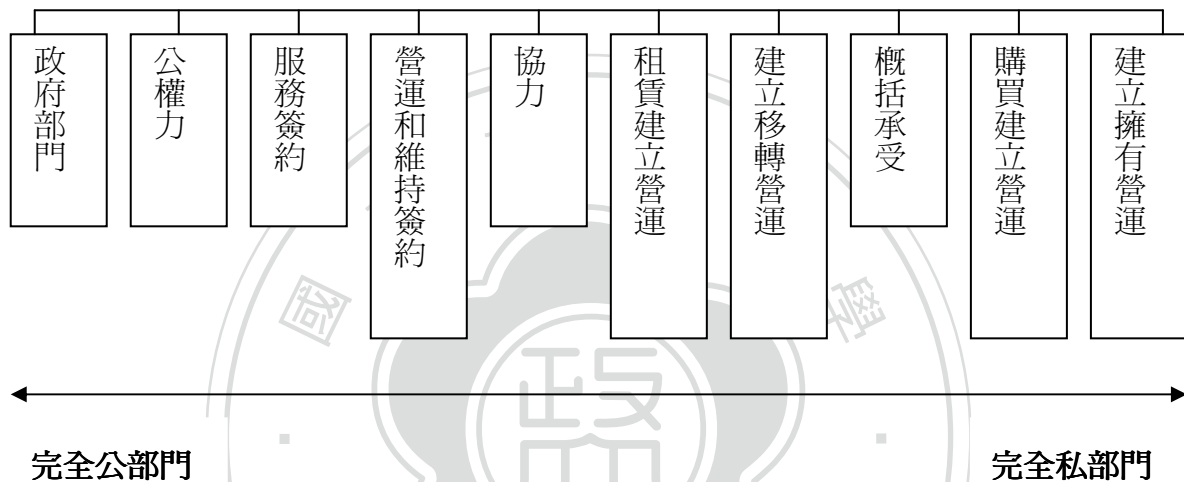 政府部門
公權力
服務簽約
營運和維持簽約
協力
租賃建立營運
建立移轉營運
概括承受
購買建立營運
建立擁有營運
國
學
政
完全公部門
完全私部門